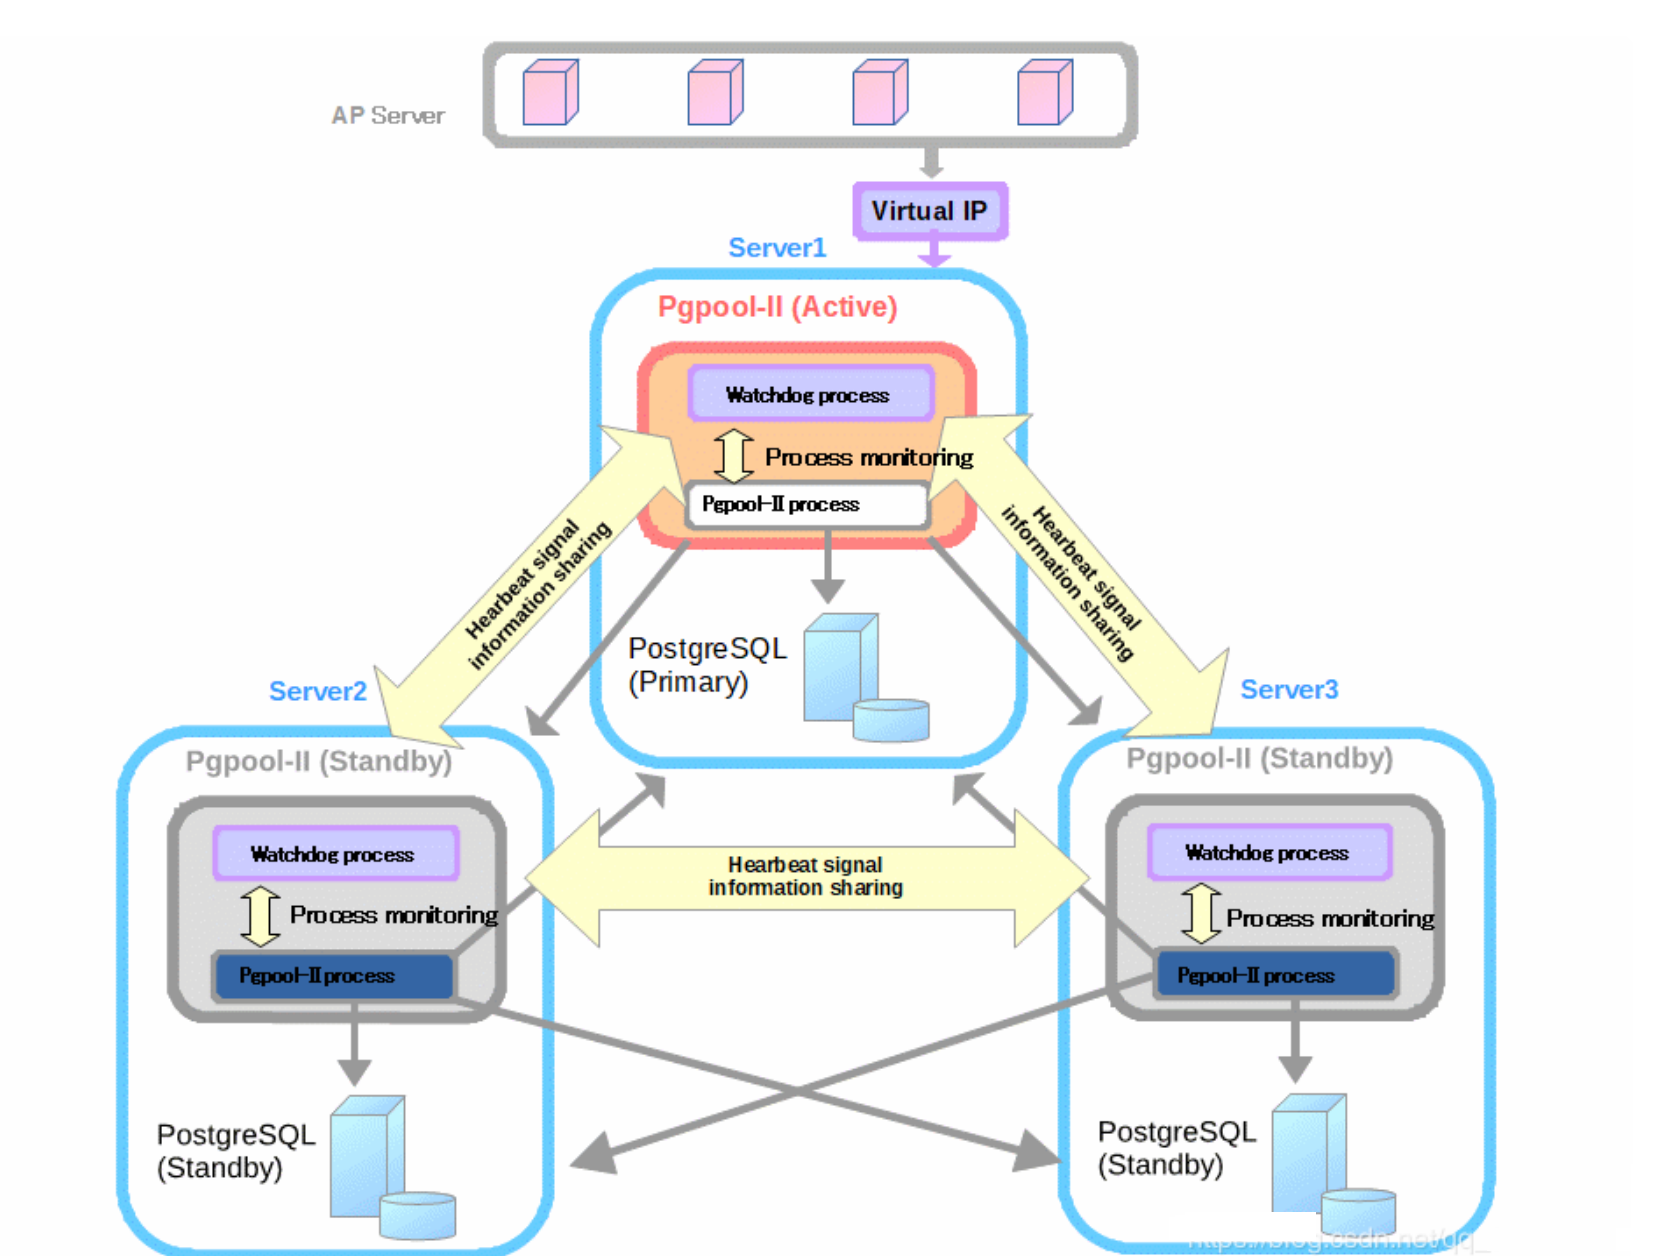 AP Server
Virtual IP
Server1
Pgpool-II (Active)
Watchdog process
Process monitoring
Pgpool-II process
Hearbeat signal
information sharing
Hearbeat signal
information sharing
PostgreSQL
(Primary)
Server2
Server3
Pgpool-II (Standby)
Watchdog process
Process monitoring
Pgpool-II process
Hearbeat signal
information sharing
Pgpool-II (Standby)
Watchdog process
Process monitoring
Pgpool-II process
PostgreSQL
(Standby)
PostgreSQL
(Standby)
https://blog.csdn.net/qq_